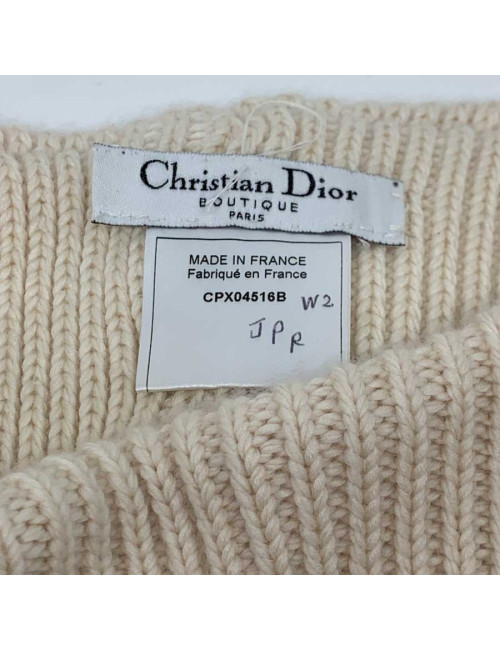 Christian Dior
BOUTIQUE
PARIS
MADE IN FRANCE
Fabriqué en France
CPX04516B W2
JPR